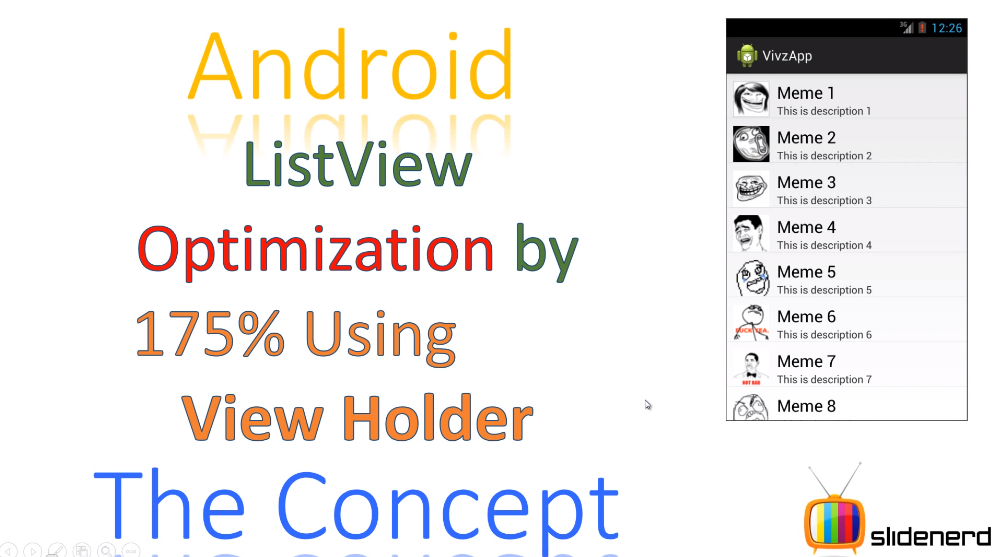 Android
ListView
Optimization by
175% Using
View Holder
The Concept
3G 12:26
VivzApp
Meme 1
This is description 1
Meme 2
This is description 2
Meme 3
This is description 3
Meme 4
This is description 4
Meme 5
This is description 5
Meme 6
This is description 6
Meme 7
This is description 7
NOT BAD
Meme 8
slidenerd